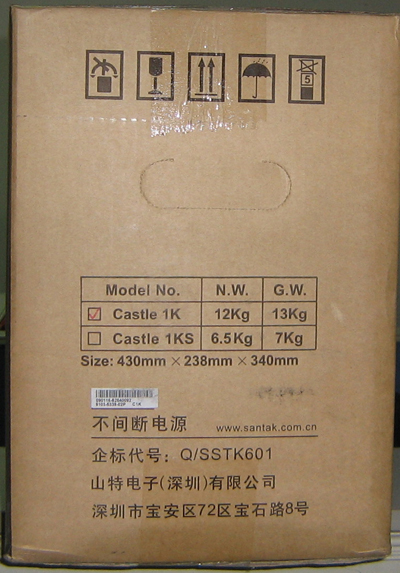 5
Model No. N.W. G.W.
Castle 1K 12Kg 13Kg
Castle 1KS 6.5Kg 7Kg
Size: 430mm×238mm×340mm
不间断电源 www.santak.com
企标代号: Q/SSTK601
山特电子(深圳)有限公司
深圳市宝安区72区宝石路8号